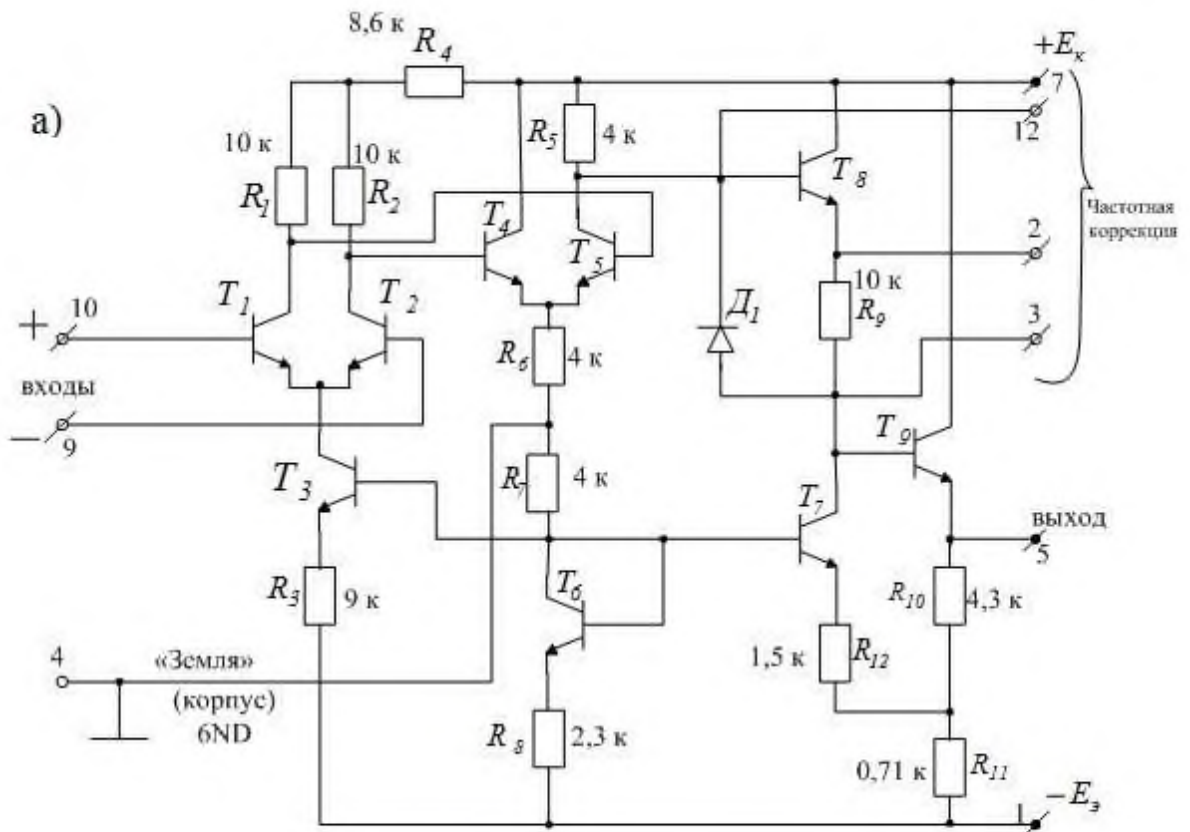 8,6 к
R4
+Eк
7
12
а)
10 к
R1
10 к
R2
R5
4 к
T8
Частотная
коррекция
T4
T5
2
10
+
T1
T2
10 к
R9
Д1
3
R6
4 к
входы
−
9
T9
T3
R7
4 к
T7
выход
5
R3
9 к
T6
R10
4,3 к
4
«Земля»
(корпус)
6ND
1,5 к
R12
R8
2,3 к
0,71 к
R11
1
−Eэ